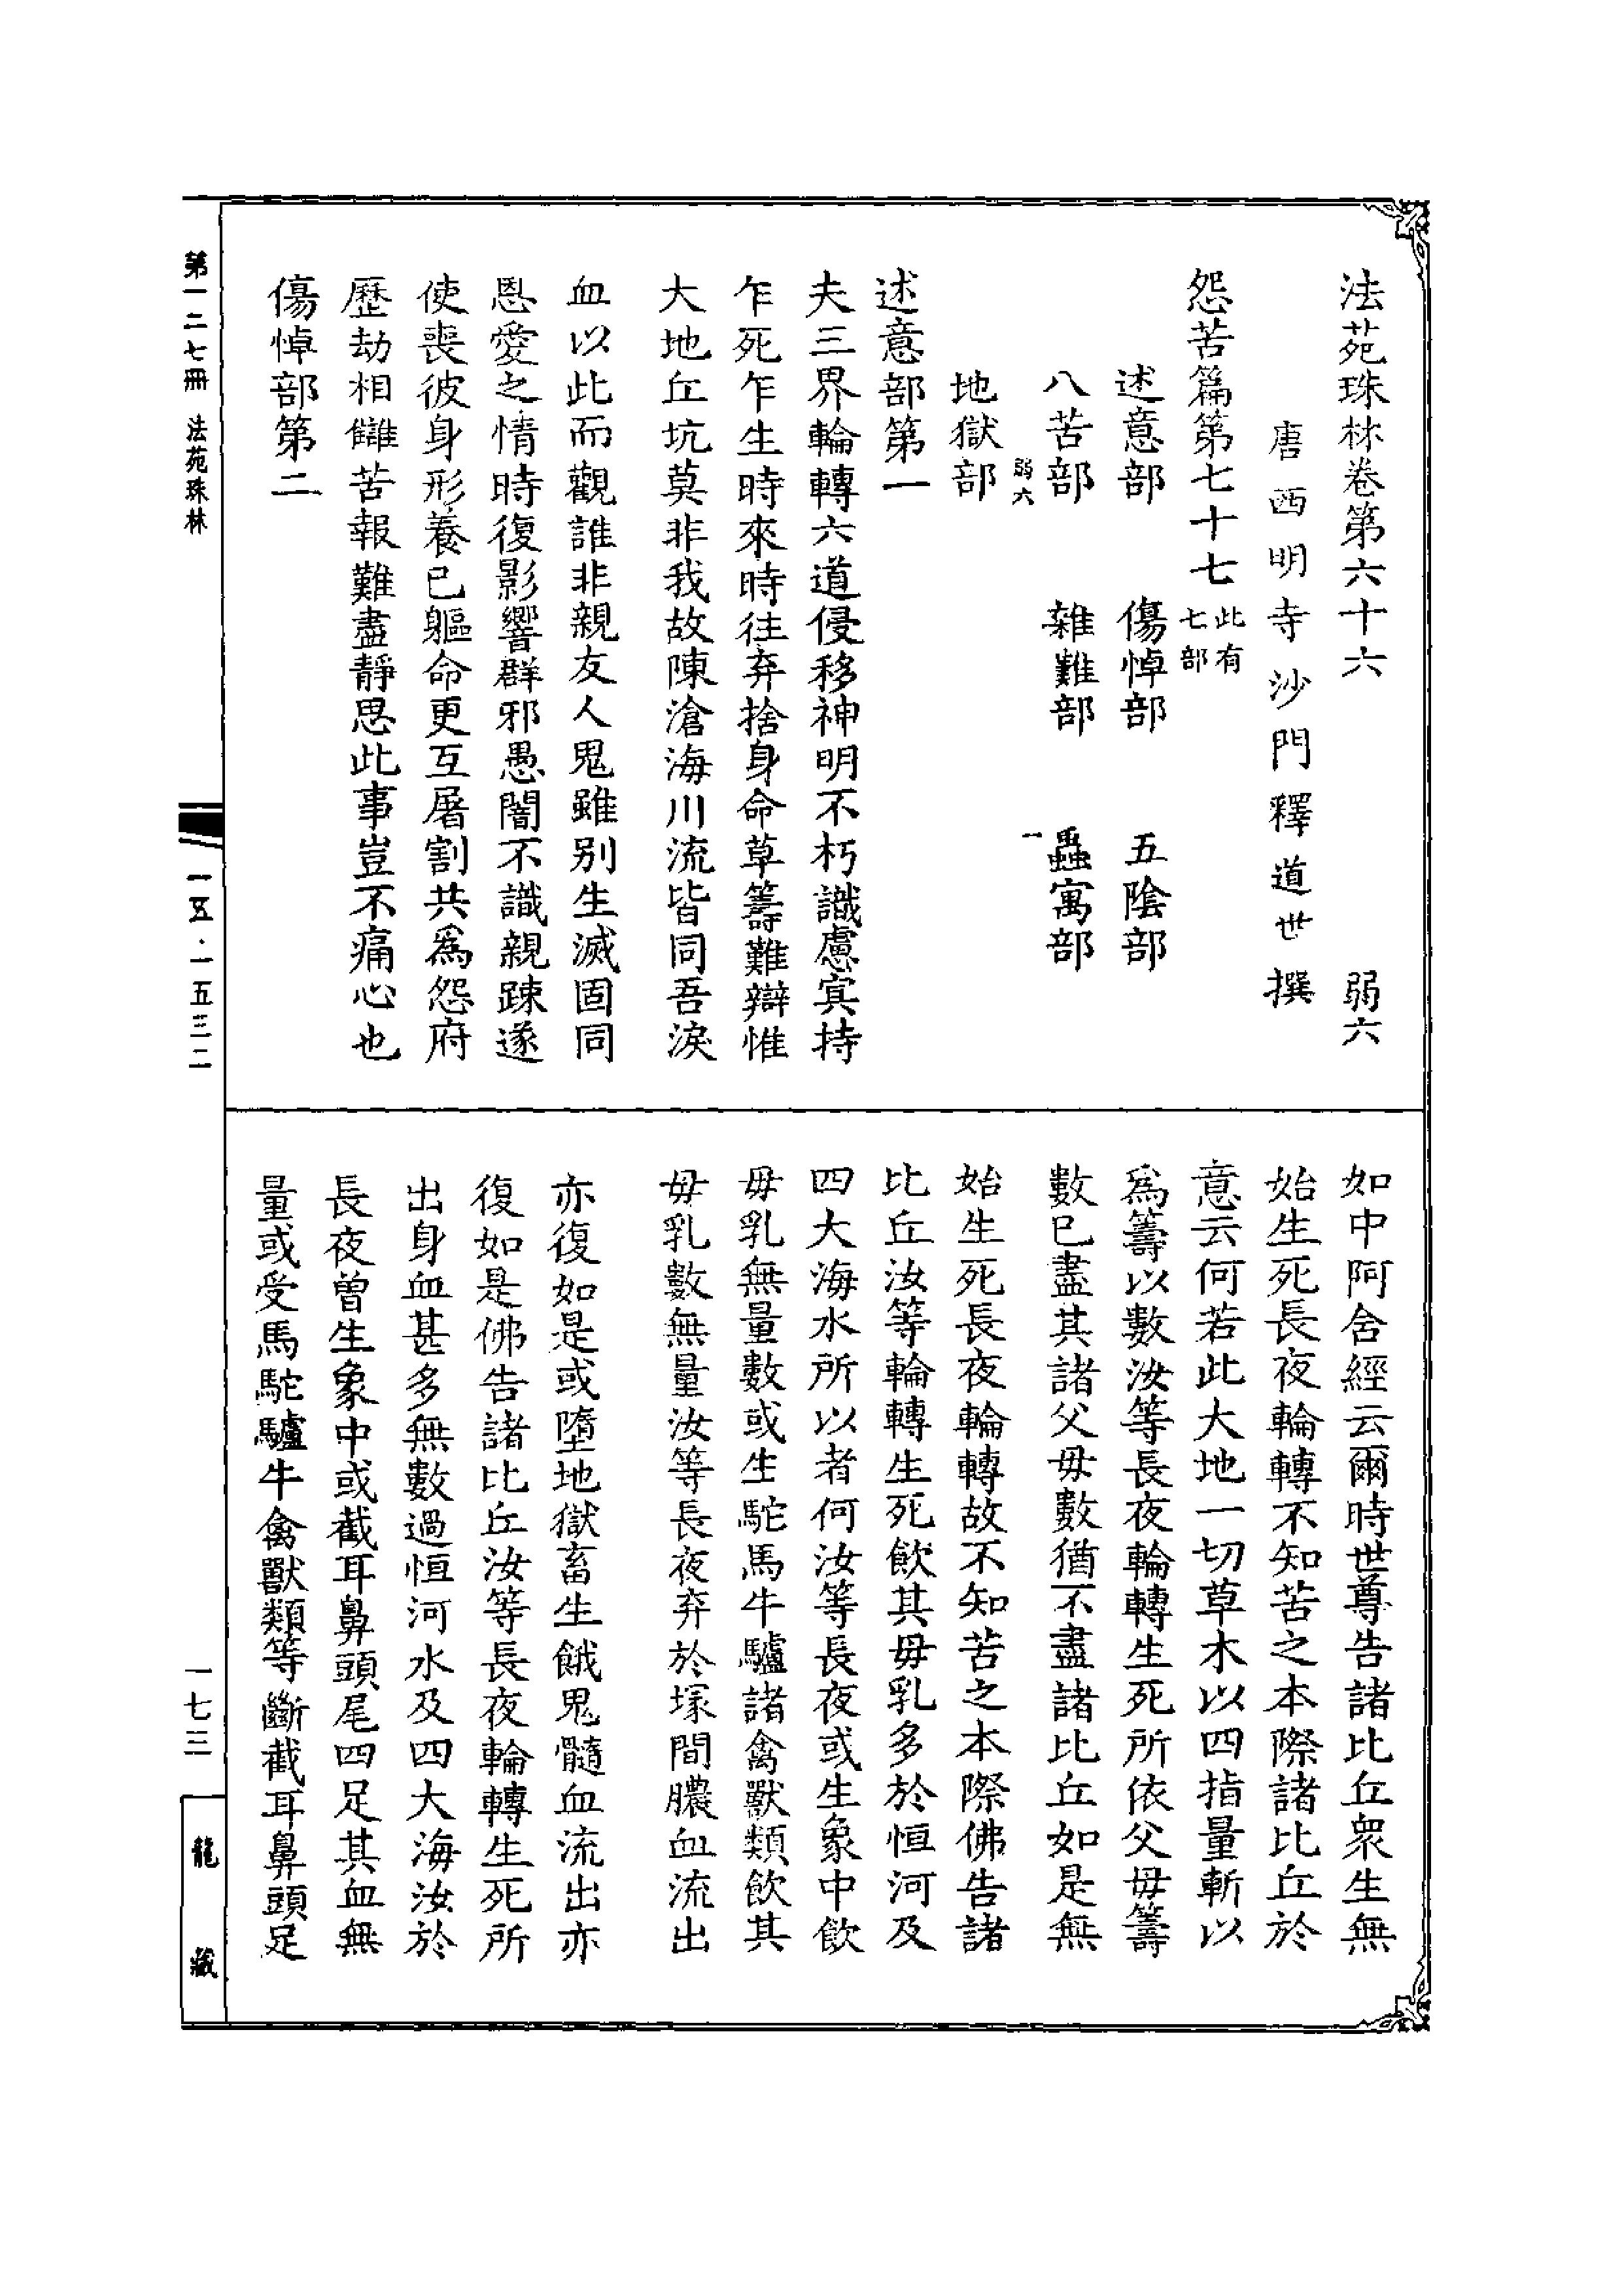 法苑珠林卷第六十六　弱六
唐西明寺沙門釋道世撰
怨苦篇第七十七此有七部
述意部　傷悼部　五陰部
八苦部　雜難部　蟲寓部
弱六　一
地獄部
述意部第一
夫三界輪轉六道侵移神明不朽識慮冥持
乍死乍生時來時往弃捨身命草籌難辯惟
大地丘坑莫非我故陳滄海川流皆同吾淚
血以此而觀誰非親友人鬼雖別生滅固同
恩愛之情時復影響群邪愚闇不識親踈遂
使喪彼身形養已軀命更互屠割共爲怨府
歷劫相讎苦報難盡靜思此事豈不痛心也
傷悼部第二
如中阿含經云爾時世尊告諸比丘衆生無
始生死長夜輪轉不知苦之本際諸比丘於
意云何若此大地一切草木以四指量斬以
爲籌以數汝等長夜輪轉生死所依父毋籌
數已盡其諸父毋數猶不盡諸比丘如是無
始生死長夜輪轉故不知苦之本際佛告諸
比丘汝等輪轉生死飲其毋乳多於恒河及
四大海水所以者何汝等長夜或生象中飲
毋乳無量數或生駝馬牛驢諸禽獸類飲其
毋乳數無量汝等長夜弃於塚間膿血流出
亦復如是或墮地獄畜生餓鬼髓血流出亦
復如是佛告諸比丘汝等長夜輪轉生死所
出身血甚多無數過恒河水及四大海汝於
長夜曾生象中或截耳鼻頭尾四足其血無
量或受馬駝驢牛禽獸類等斷截耳鼻頭足
第一二七冊　法苑珠林
一五·一五三二
一七三
龍藏